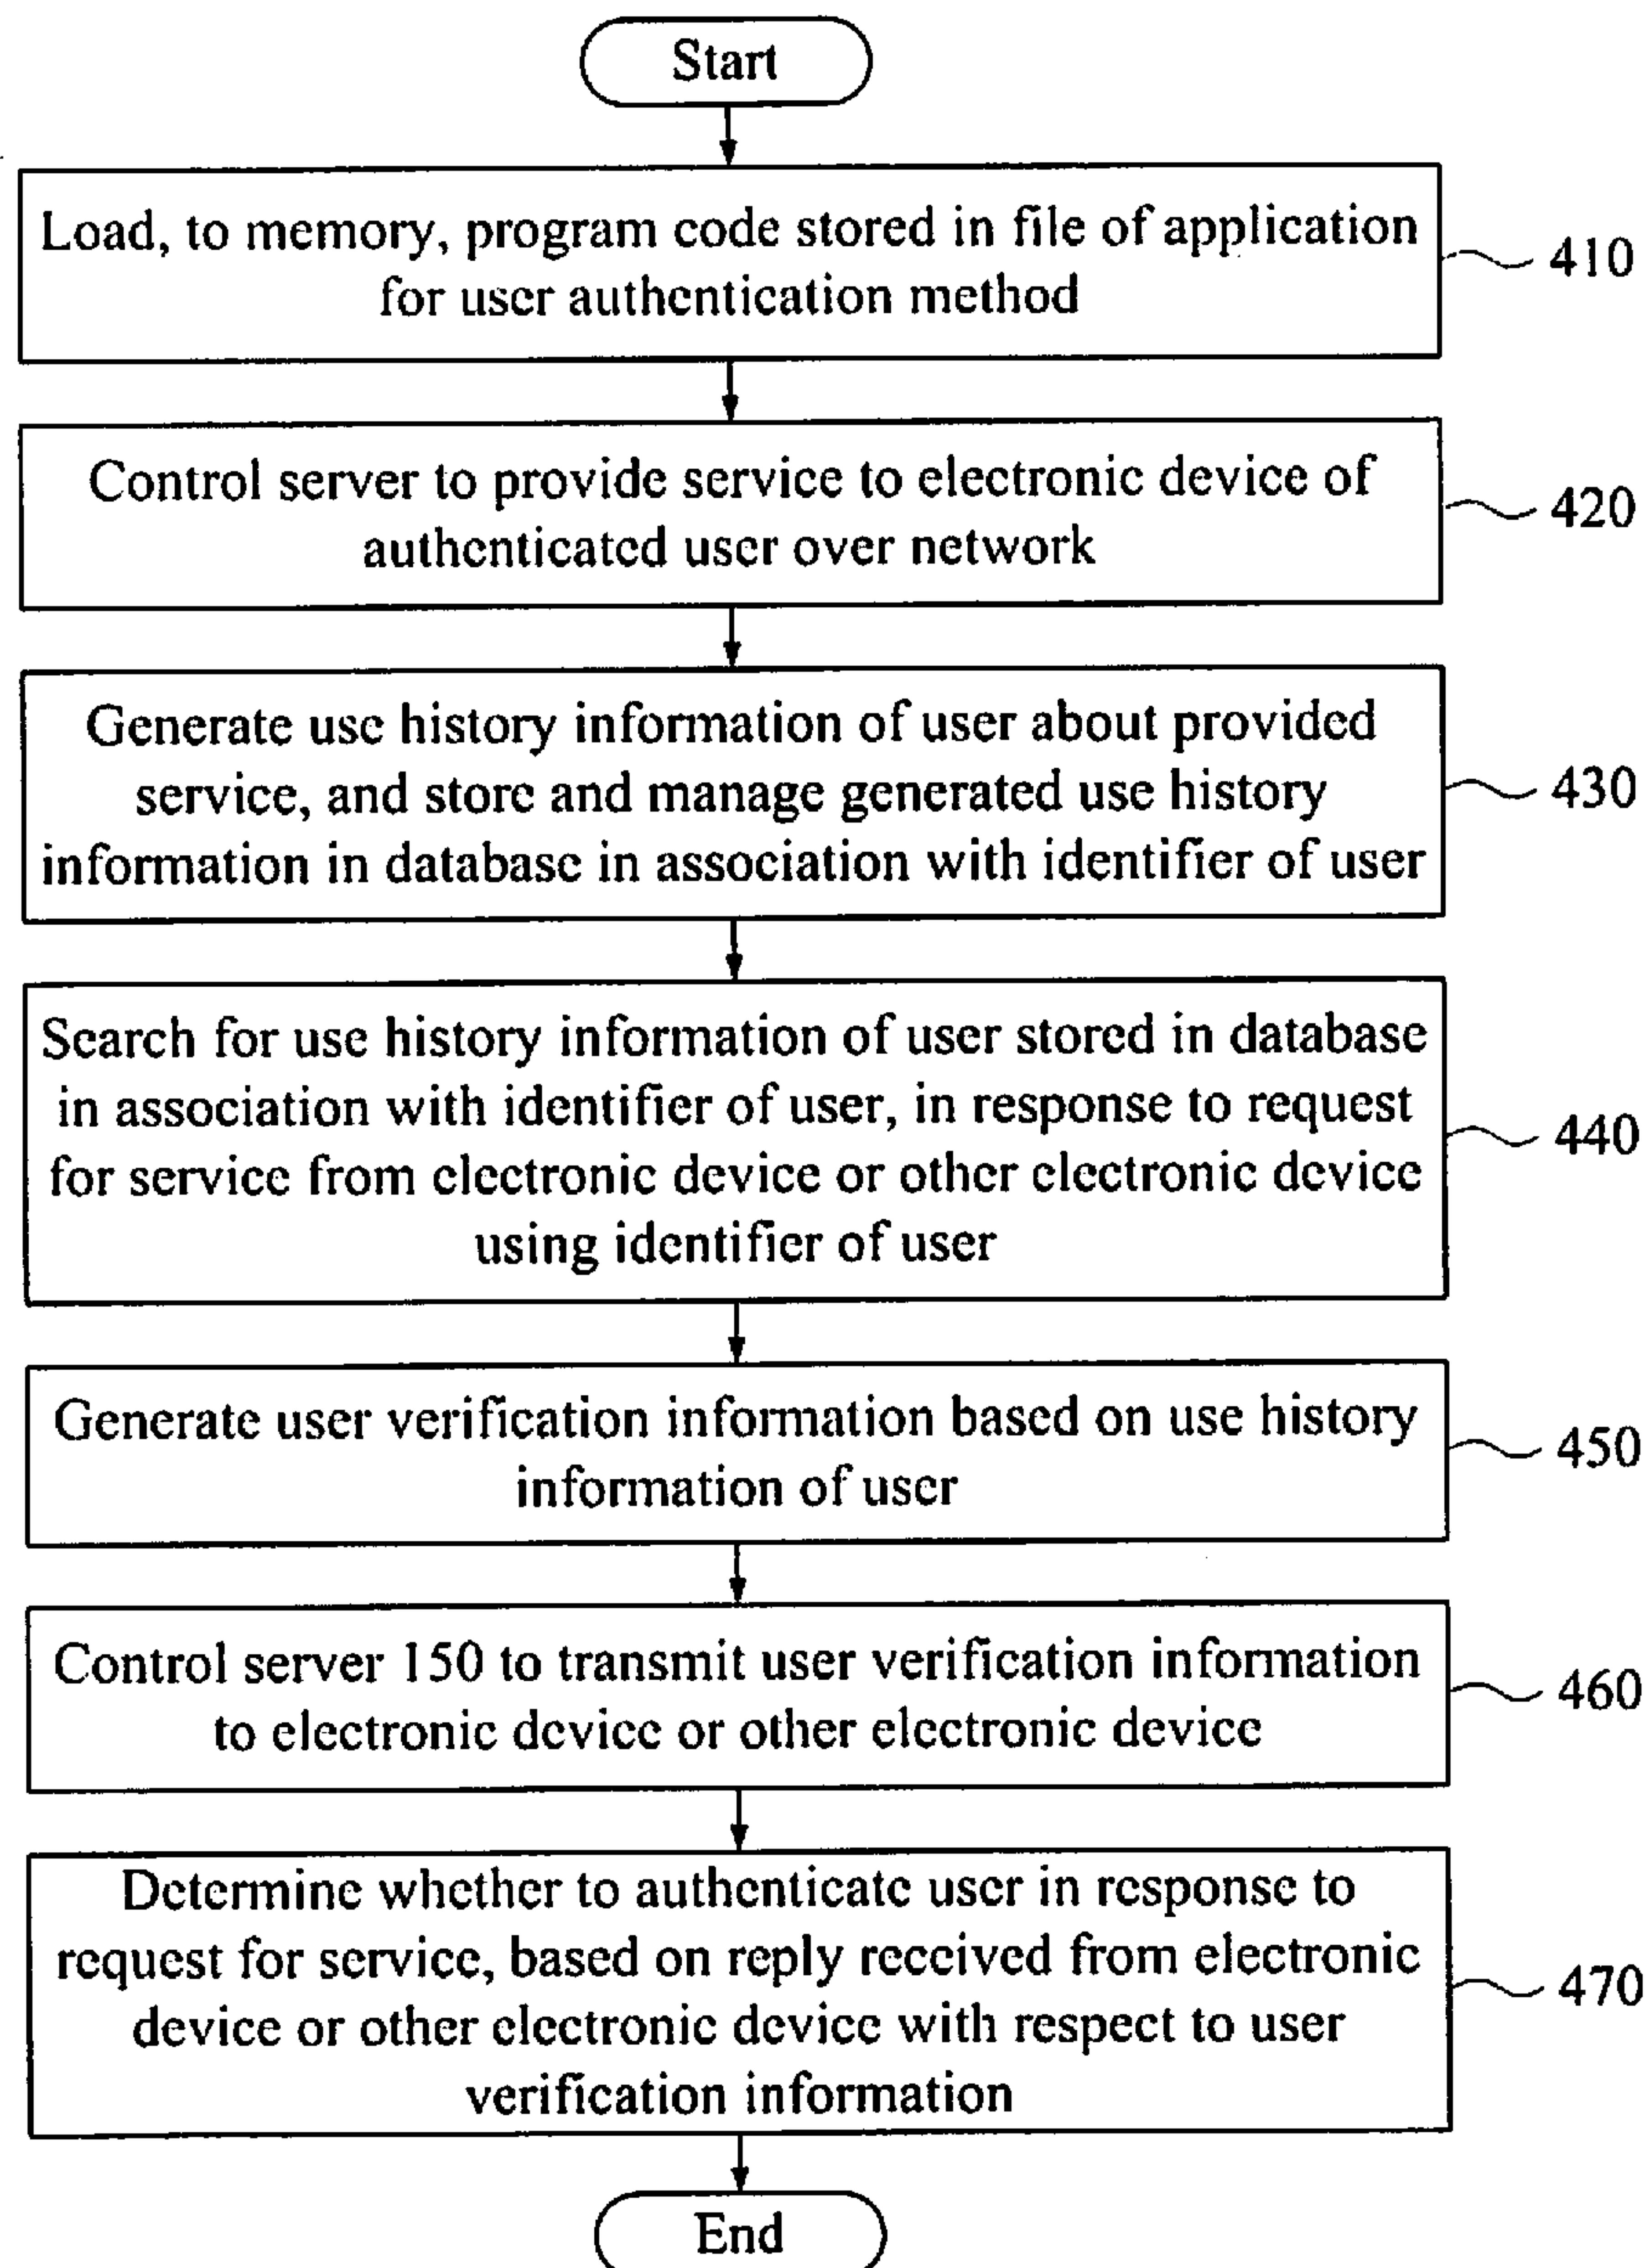 Start
Load, to memory, program code stored in file of application
for user authentication method
410
Control server to provide service to electronic device of
authenticated user over network
420
Generate use history information of user about provided
service, and store and manage generated use history
information in database in association with identifier of user
430
Search for use history information of user stored in database
in association with identifier of user, in response to request
for service from electronic device or other electronic device
using identifier of user
440
Generate user verification information based on use history
information of user
450
Control server 150 to transmit user verification information
to electronic device or other electronic device
460
Determine whether to authenticate user in response to
request for service, based on reply received from electronic
device or other electronic device with respect to user
verification information
470
End